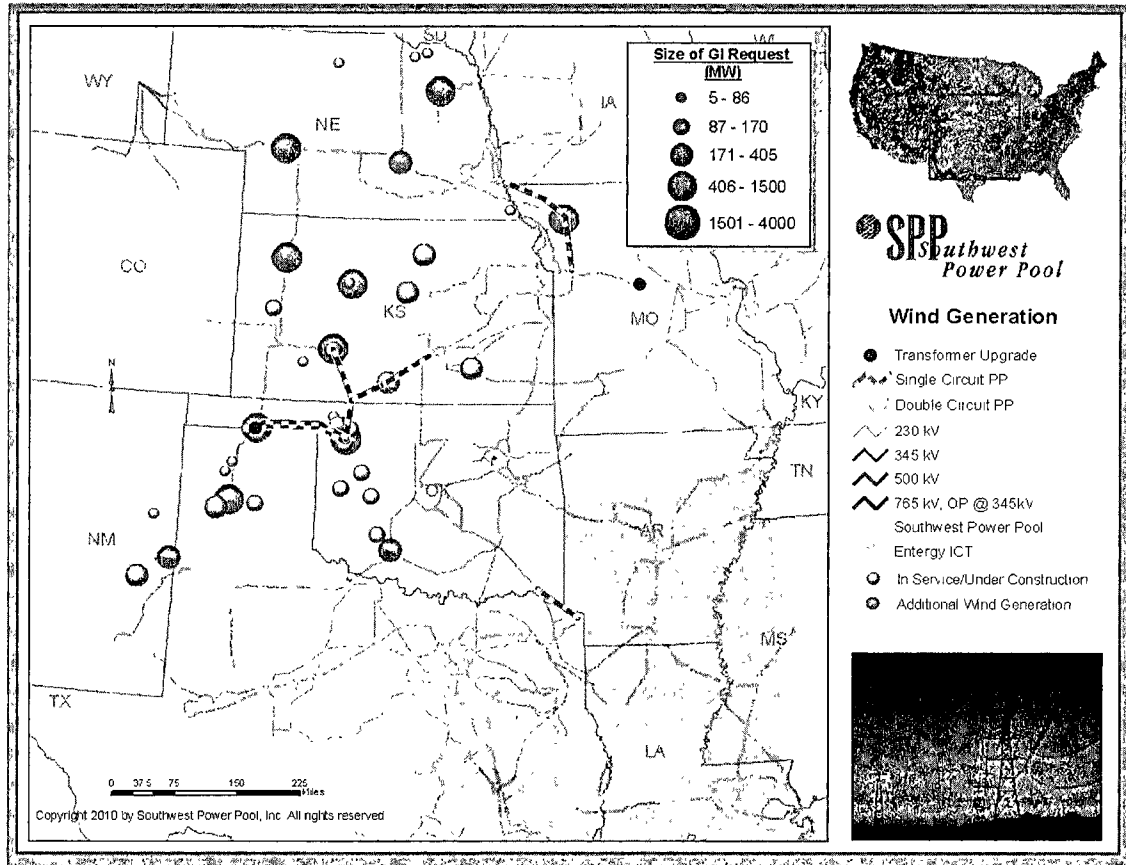 SD
WI
WY
IA
NE
Size of GI Request
(MW)
5 - 86
87 - 170
171 - 405
406 - 1500
1501 - 4000
CO
KS
MO
KY
TN
NM
AR
MS
TX
LA
N
0 37.5 75 150 225
Miles
Copyright 2010 by Southwest Power Pool, Inc All rights reserved
SPP Southwest
Power Pool
Wind Generation
Transformer Upgrade
Single Circuit PP
Double Circuit PP
230 kV
345 kV
500 kV
765 kV, OP @ 345kV
Southwest Power Pool
Entergy ICT
In Service/Under Construction
Additional Wind Generation